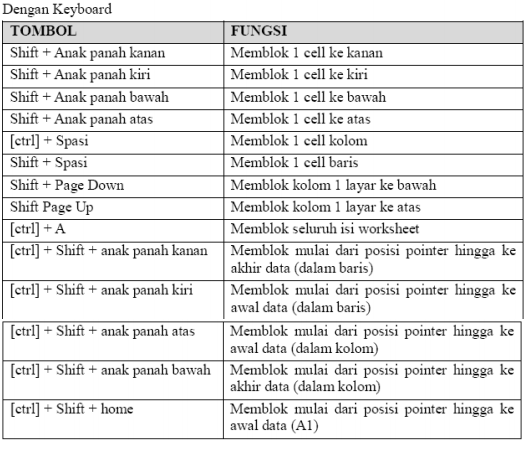 Dengan Keyboard
TOMBOL FUNGSI
Shift + Anak panah kanan Memblok 1 cell ke kanan
Shift + Anak panah kiri Memblok 1 cell ke kiri
Shift + Anak panah bawah Memblok 1 cell ke bawah
Shift + Anak panah atas Memblok 1 cell ke atas
[ctrl] + Spasi Memblok 1 cell kolom
Shift + Spasi Memblok 1 cell baris
Shift + Page Down Memblok kolom 1 layar ke bawah
Shift Page Up Memblok kolom 1 layar ke atas
[ctrl] + A Memblok seluruh isi worksheet
[ctrl] + Shift + anak panah kanan Memblok mulai dari posisi pointer hingga ke
akhir data (dalam baris)
[ctrl] + Shift + anak panah kiri Memblok mulai dari posisi pointer hingga ke
awal data (dalam baris)
[ctrl] + Shift + anak panah atas Memblok mulai dari posisi pointer hingga ke
awal data (dalam kolom)
[ctrl] + Shift + anak panah bawah Memblok mulai dari posisi pointer hingga ke
akhir data (dalam kolom)
[ctrl] + Shift + home Memblok mulai dari posisi pointer hingga ke
awal data (A1)